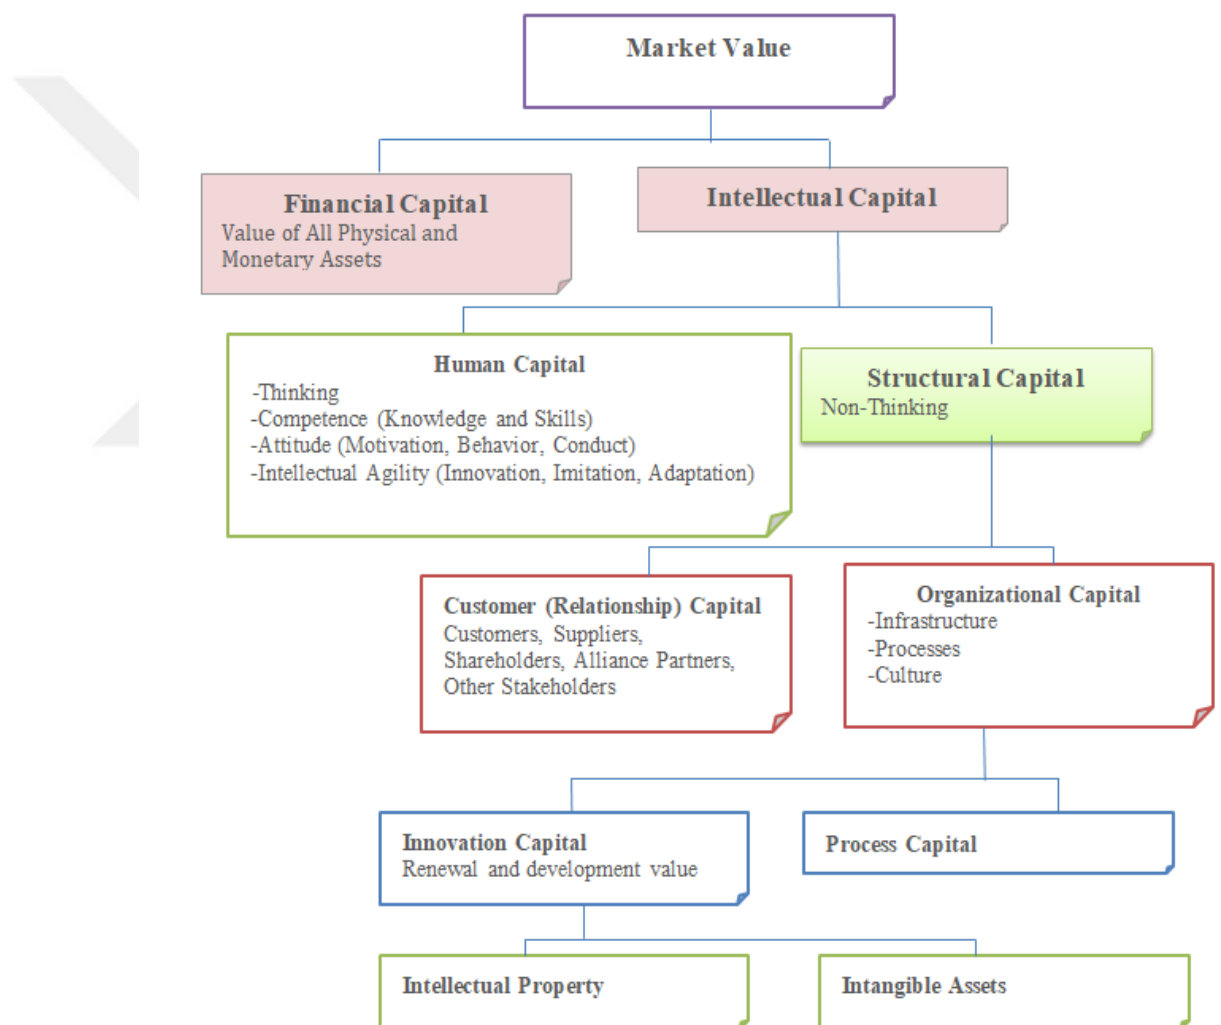 Market Value
Financial Capital
Value of All Physical and
Monetary Assets
Intellectual Capital
Human Capital
-Thinking
-Competence (Knowledge and Skills)
-Attitude (Motivation, Behavior, Conduct)
-Intellectual Agility (Innovation, Imitation, Adaptation)
Structural Capital
Non-Thinking
Customer (Relationship) Capital
Customers, Suppliers,
Shareholders, Alliance Partners,
Other Stakeholders
Organizational Capital
-Infrastructure
-Processes
-Culture
Innovation Capital
Renewal and development value
Process Capital
Intellectual Property
Intangible Assets